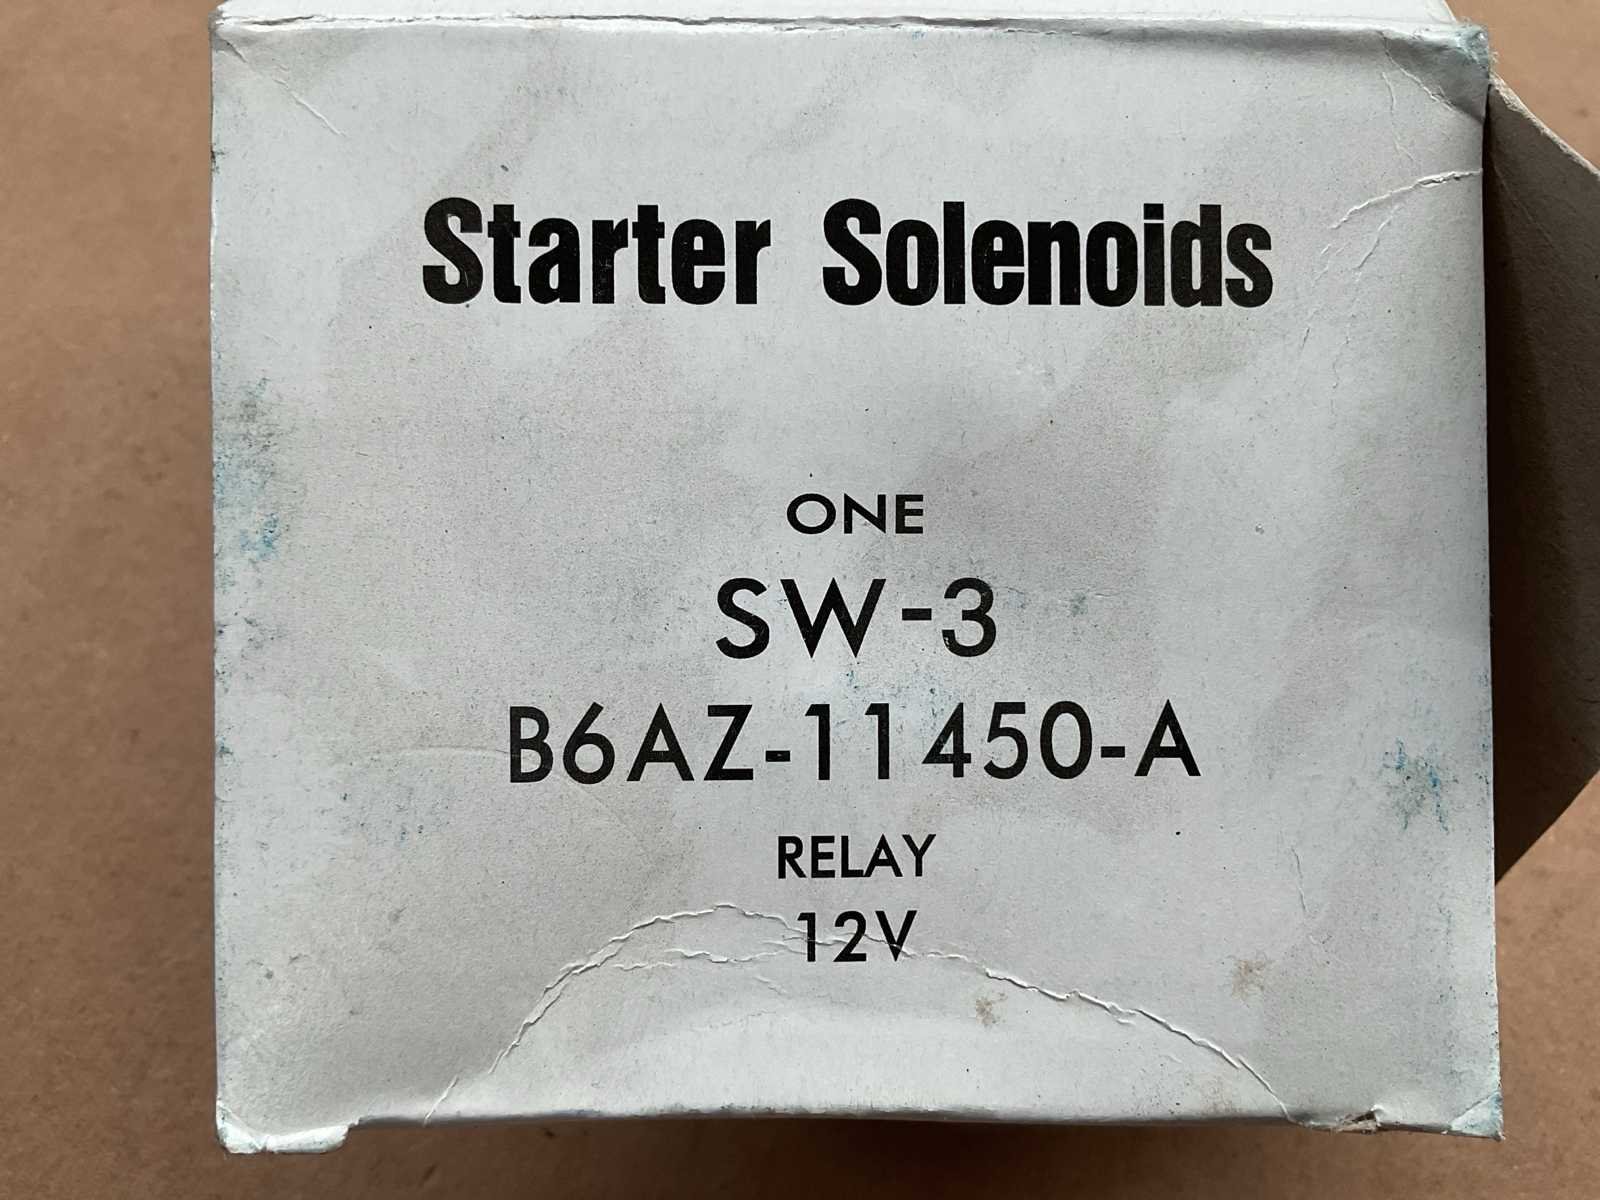 Starter Solenoids
ONE
SW-3
B6AZ-11450-A
RELAY
12V